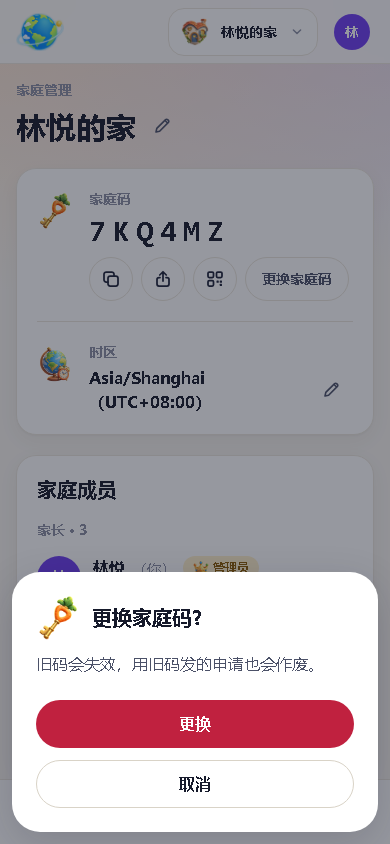 林悦的家
林
家庭管理
林悦的家
家庭码
7KQ4MZ
更换家庭码
时区
Asia/Shanghai
(UTC+08:00)
家庭成员
家长 • 3
林悦 (你) 管理员
更换家庭码?
旧码会失效，用旧码发的申请也会作废。
更换
取消